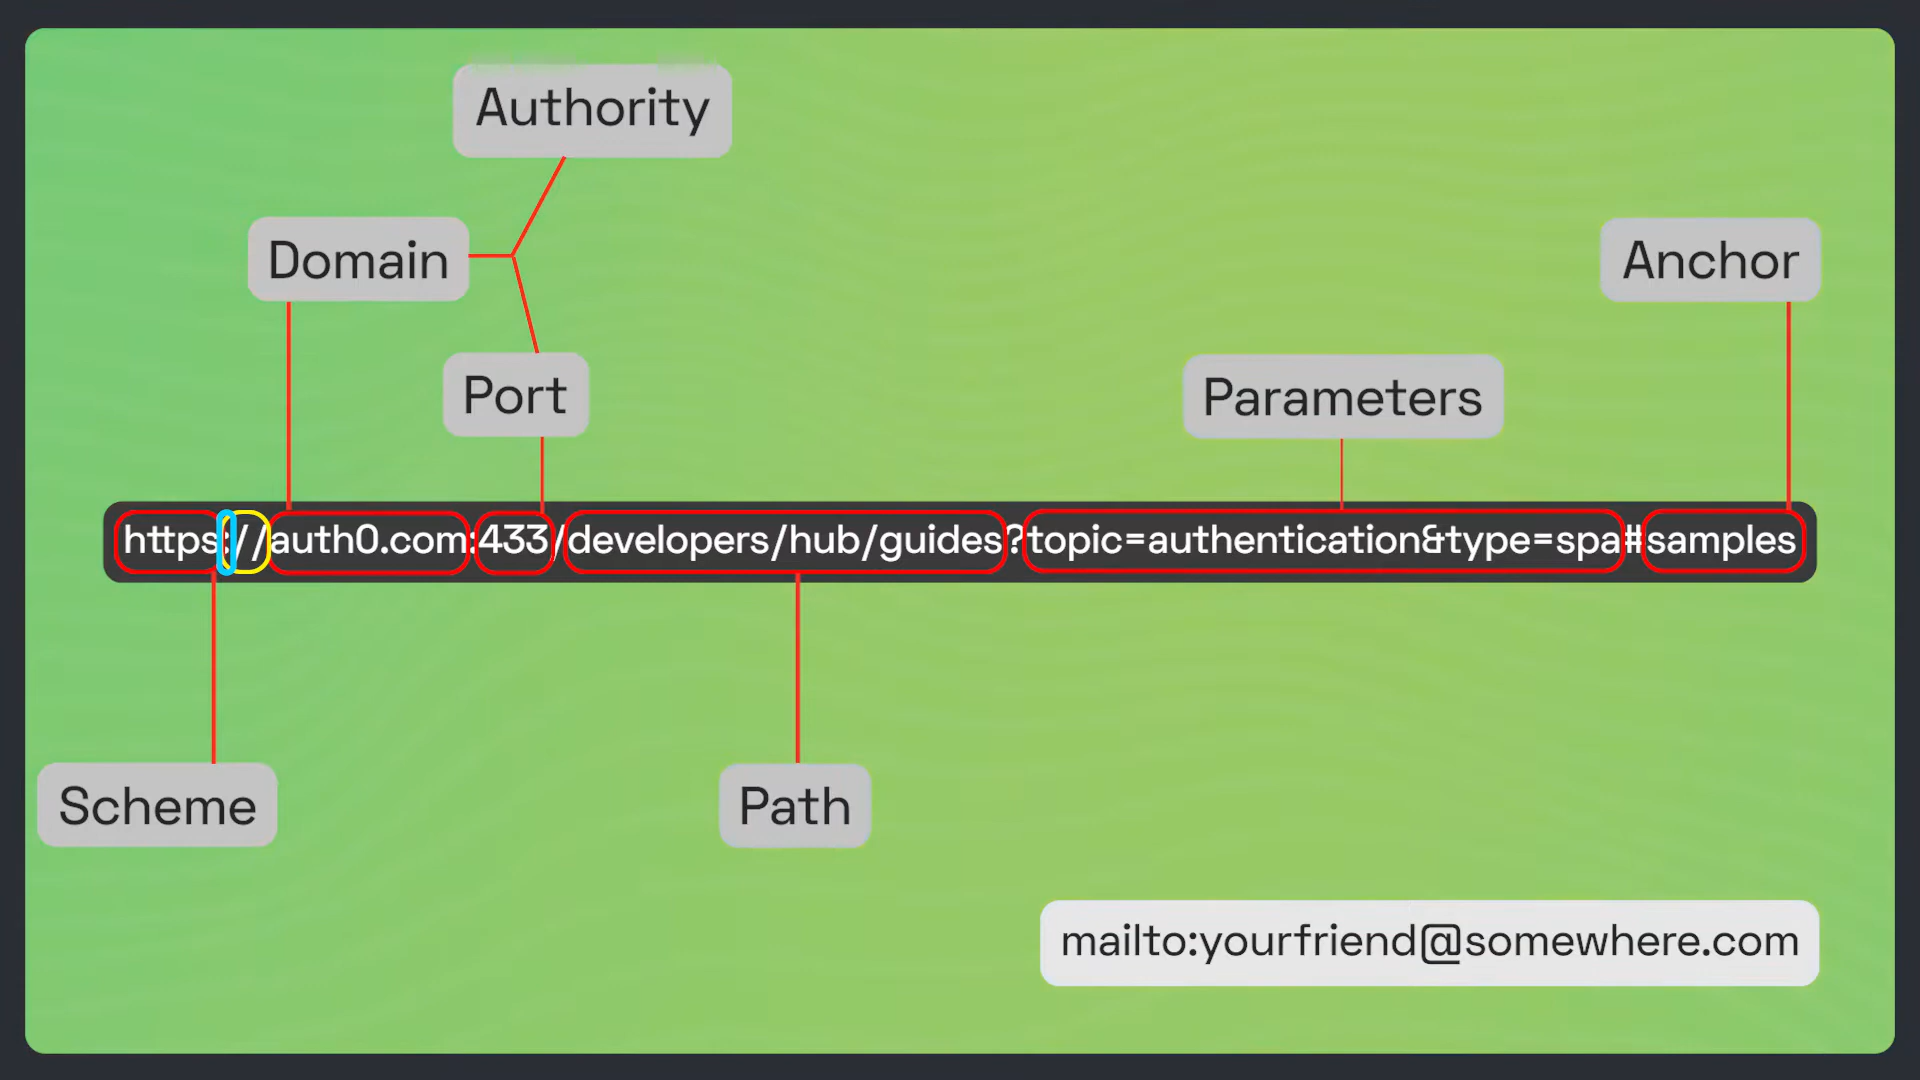 Authority
Domain
Anchor
Port
Parameters
https://auth0.com:433/developers/hub/guides?topic=authentication&type=spa#samples
Scheme
Path
mailto:yourfriend@somewhere.com